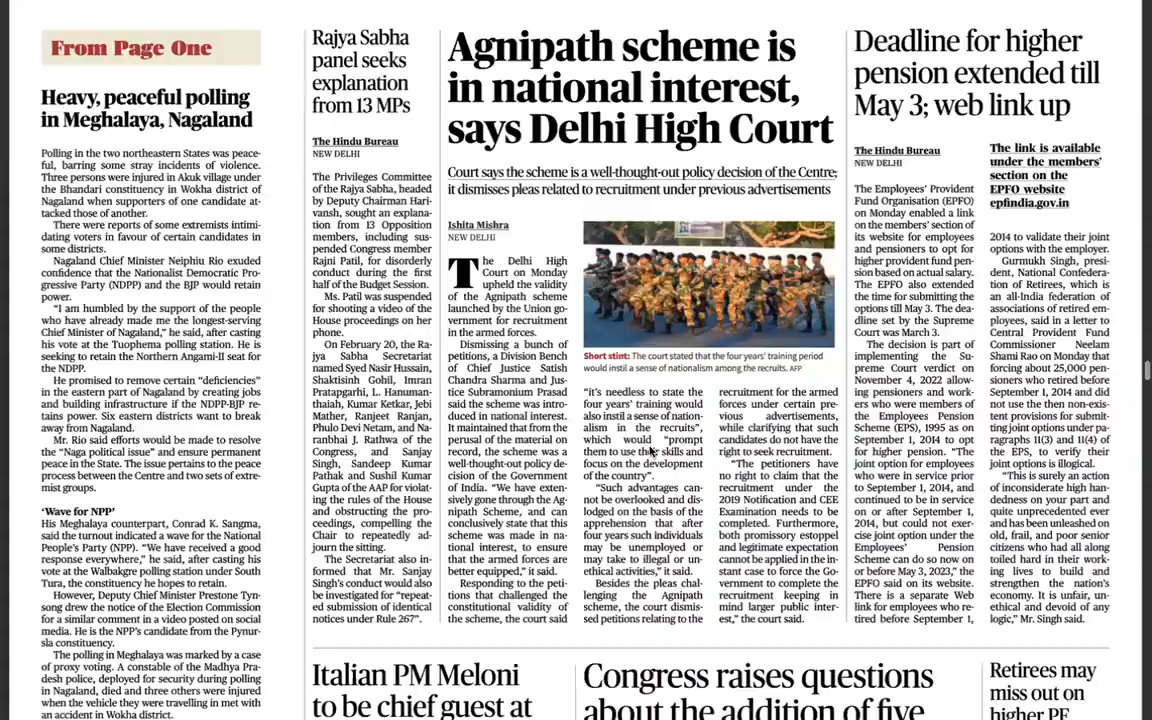 From Page One
Heavy, peaceful polling
in Meghalaya, Nagaland
Polling in the two northeastern States was peace-
ful, barring some stray incidents of violence.
Three persons were injured in Akuk village under
the Bhandari constituency in Wokha district of
Nagaland when supporters of one candidate at-
tacked those of another.
There were reports of some extremists intimi-
dating voters in favour of certain candidates in
some districts.
Nagaland Chief Minister Neiphiu Rio exuded
confidence that the Nationalist Democratic Pro-
gressive Party (NDPP) and the BJP would retain
power.
“I am humbled by the support of the people
who have already made me the longest-serving
Chief Minister of Nagaland,” he said, after casting
his vote at the Tuophema polling station. He is
seeking to retain the Northern Angami-II seat for
the NDPP.
He promised to remove certain “deficiencies”
in the eastern part of Nagaland by creating jobs
and building infrastructure if the NDPP-BJP re-
tains power. Six eastern districts want to break
away from Nagaland.
Mr. Rio said efforts would be made to resolve
the “Naga political issue” and ensure permanent
peace in the State. The issue pertains to the peace
process between the Centre and two sets of extre-
mist groups.
‘Wave for NPP’
His Meghalaya counterpart, Conrad K. Sangma,
said the turnout indicated a wave for the National
People’s Party (NPP). “We have received a good
response everywhere,” he said, after casting his
vote at the Walbakgre polling station under South
Tura, the constituency he hopes to retain.
However, Deputy Chief Minister Prestone Tyn-
song drew the notice of the Election Commission
for a similar comment in a video posted on social
media. He is the NPP’s candidate from the Pynur-
sla constituency.
The polling in Meghalaya was marked by a case
of proxy voting. A constable of the Madhya Pra-
desh police, deployed for security during polling
in Nagaland, died and three others were injured
when the vehicle they were travelling in met with
an accident in Wokha district.
Rajya Sabha
panel seeks
explanation
from 13 MPs
The Hindu Bureau
NEW DELHI
The Privileges Committee
of the Rajya Sabha, headed
by Deputy Chairman Hari-
vansh, sought an explana-
tion from 13 Opposition
members, including sus-
pended Congress member
Rajni Patil, for disorderly
conduct during the first
half of the Budget Session.
Ms. Patil was suspended
for shooting a video of the
House proceedings on her
phone.
On February 20, the Ra-
jya Sabha Secretariat
named Syed Nasir Hussain,
Shaktisinh Gohil, Imran
Pratapgarhi, L. Hanuman-
thaiah, Kumar Ketkar, Jebi
Mather, Ranjeet Ranjan,
Phulo Devi Netam, and Na-
ranbhai J. Rathwa of the
Congress, and Sanjay
Singh, Sandeep Kumar
Pathak and Sushil Kumar
Gupta of the AAP for violat-
ing the rules of the House
and obstructing the pro-
ceedings, compelling the
Chair to repeatedly ad-
journ the sitting.
The Secretariat also in-
formed that Mr. Sanjay
Singh’s conduct would also
be investigated for “repeat-
ed submission of identical
notices under Rule 267”.
Agnipath scheme is
in national interest,
says Delhi High Court
Court says the scheme is a well-thought-out policy decision of the Centre;
it dismisses pleas related to recruitment under previous advertisements
Ishita Mishra
NEW DELHI
The Delhi High
Court on Monday
upheld the validity
of the Agnipath scheme
launched by the Union go-
vernment for recruitment
in the armed forces.
Dismissing a bunch of
petitions, a Division Bench
of Chief Justice Satish
Chandra Sharma and Jus-
tice Subramonium Prasad
said the scheme was intro-
duced in national interest.
It maintained that from the
perusal of the material on
record, the scheme was a
well-thought-out policy de-
cision of the Government
of India. “We have exten-
sively gone through the Ag-
nipath Scheme, and can
conclusively state that this
scheme was made in na-
tional interest, to ensure
that the armed forces are
better equipped,” it said.
Responding to the peti-
tions that challenged the
constitutional validity of
the scheme, the court said
Short stint: The court stated that the four years’ training period
would instil a sense of nationalism among the recruits. AFP
“it’s needless to state the
four years’ training would
also instil a sense of nation-
alism in the recruits”,
which would “prompt
them to use their skills and
focus on the development
of the country”.
“Such advantages can-
not be overlooked and dis-
lodged on the basis of the
apprehension that after
four years such individuals
may be unemployed or
may take to illegal or un-
ethical activities,” it said.
Besides the pleas chal-
lenging the Agnipath
scheme, the court dismis-
sed petitions relating to the
recruitment for the armed
forces under certain pre-
vious advertisements,
while clarifying that such
candidates do not have the
right to seek recruitment.
“The petitioners have
no right to claim that the
recruitment under the
2019 Notification and CEE
Examination needs to be
completed. Furthermore,
both promissory estoppel
and legitimate expectation
cannot be applied in the in-
stant case to force the Go-
vernment to complete the
recruitment keeping in
mind larger public inter-
est,” the court said.
Deadline for higher
pension extended till
May 3; web link up
The Hindu Bureau
NEW DELHI
The Employees’ Provident
Fund Organisation (EPFO)
on Monday enabled a link
on the members’ section of
its website for employees
and pensioners to opt for
higher provident fund pen-
sion based on actual salary.
The EPFO also extended
the time for submitting the
options till May 3. The dea-
dline set by the Supreme
Court was March 3.
The decision is part of
implementing the Su-
preme Court verdict on
November 4, 2022 allow-
ing pensioners and work-
ers who were members of
the Employees Pension
Scheme (EPS), 1995 as on
September 1, 2014 to opt
for higher pension. “The
joint option for employees
who were in service prior
to September 1, 2014, and
continued to be in service
on or after September 1,
2014, but could not exer-
cise joint option under the
Employees’ Pension
Scheme can do so now on
or before May 3, 2023,” the
EPFO said on its website.
There is a separate Web
link for employees who re-
tired before September 1,
The link is available
under the members’
section on the
EPFO website
epfindia.gov.in
2014 to validate their joint
options with the employer.
Gurmukh Singh, presi-
dent, National Confedera-
tion of Retirees, which is
an all-India federation of
associations of retired em-
ployees, said in a letter to
Central Provident Fund
Commissioner Neelam
Shami Rao on Monday that
forcing about 25,000 pen-
sioners who retired before
September 1, 2014 and did
not use the then non-exis-
tent provisions for submit-
ting joint options under pa-
ragraphs 11(3) and 11(4) of
the EPS, to verify their
joint options is illogical.
“This is surely an action
of inconsiderate high han-
dedness on your part and
quite unprecedented ever
and has been unleashed on
old, frail, and poor senior
citizens who had all along
toiled hard in their work-
ing lives to build and
strengthen the nation’s
economy. It is unfair, un-
ethical and devoid of any
logic,” Mr. Singh said.
Italian PM Meloni
to be chief guest at
Congress raises questions
about the addition of five
Retirees may
miss out on
higher PF